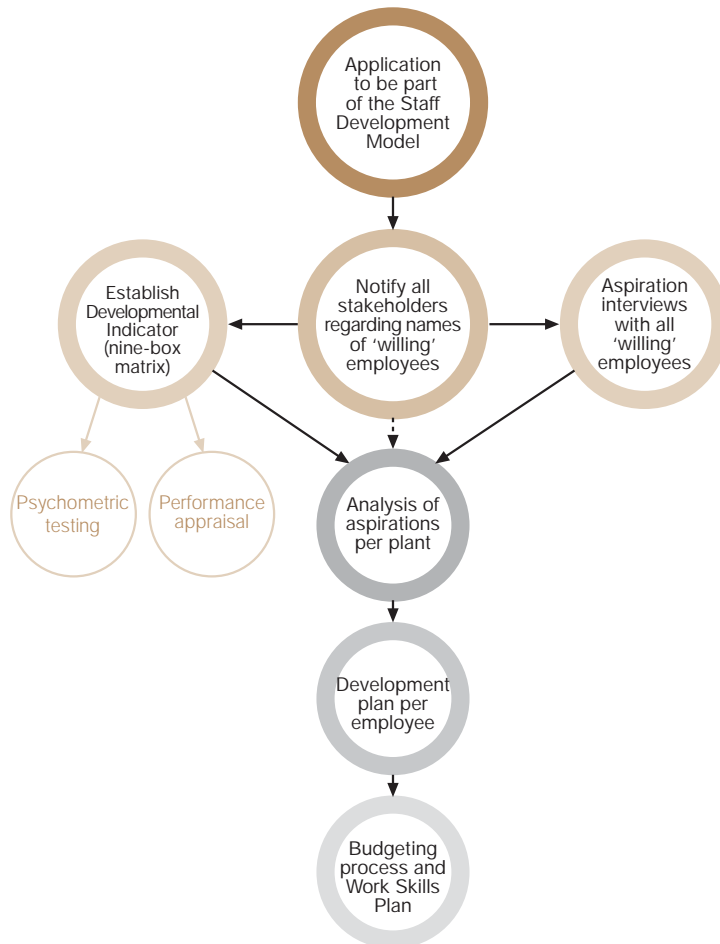 Application
to be part
of the Staff
Development
Model
Establish
Developmental
Indicator
(nine-box
matrix)
Notify all
stakeholders
regarding names
of ‘willing’
employees
Aspiration
interviews
with all
‘willing’
employees
Psychometric
testing
Performance
appraisal
Analysis of
aspirations
per plant
Development
plan per
employee
Budgeting
process and
Work Skills
Plan